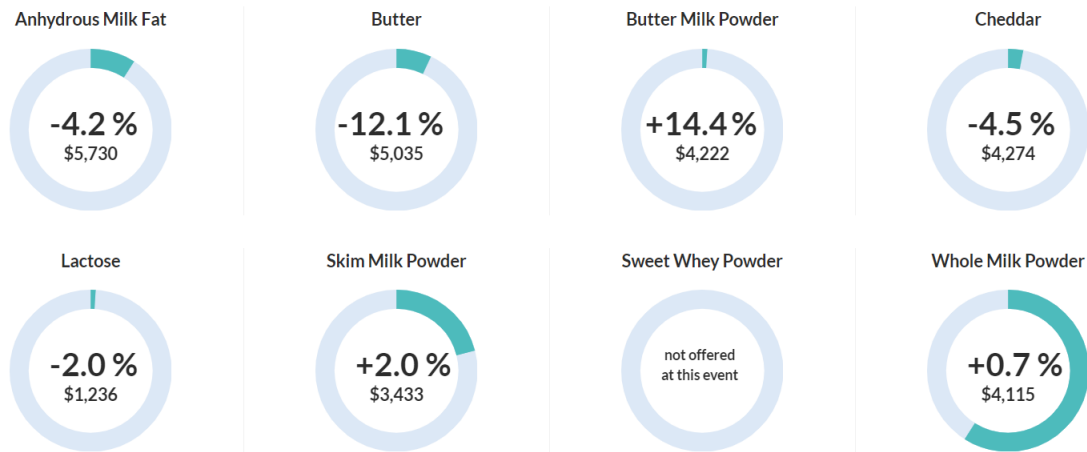 Anhydrous Milk Fat
-4.2 %
$5,730
Butter
-12.1 %
$5,035
Butter Milk Powder
+14.4 %
$4,222
Cheddar
-4.5 %
$4,274
Lactose
-2.0 %
$1,236
Skim Milk Powder
+2.0 %
$3,433
Sweet Whey Powder
not offered
at this event
Whole Milk Powder
+0.7 %
$4,115